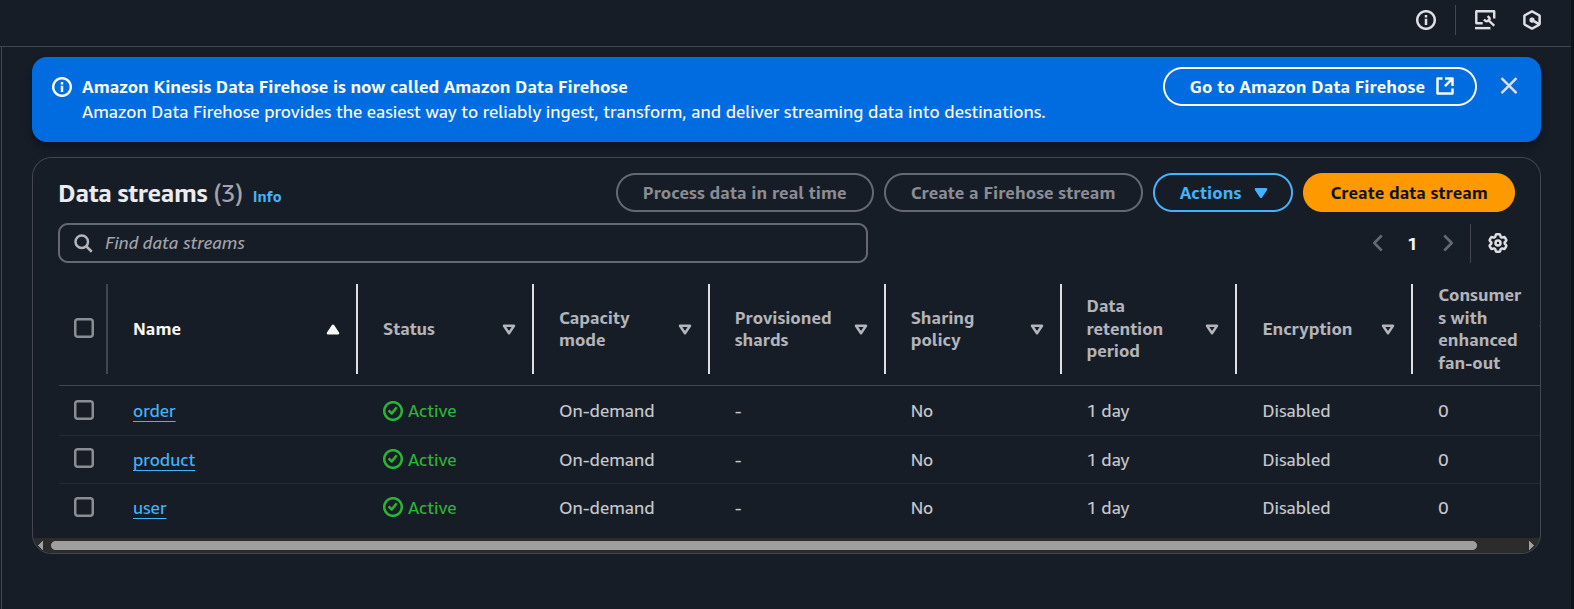 Amazon Kinesis Data Firehose is now called Amazon Data Firehose
Amazon Data Firehose provides the easiest way to reliably ingest, transform, and deliver streaming data into destinations.
Go to Amazon Data Firehose
Data streams (3) Info
Process data in real time
Create a Firehose stream
Actions
Create data stream
Find data streams
1
Name
Status
Capacity
mode
Provisioned
shards
Sharing
policy
Data
retention
period
Encryption
Consumer
s with
enhanced
fan-out
order Active On-demand - No 1 day Disabled 0
product Active On-demand - No 1 day Disabled 0
user Active On-demand - No 1 day Disabled 0